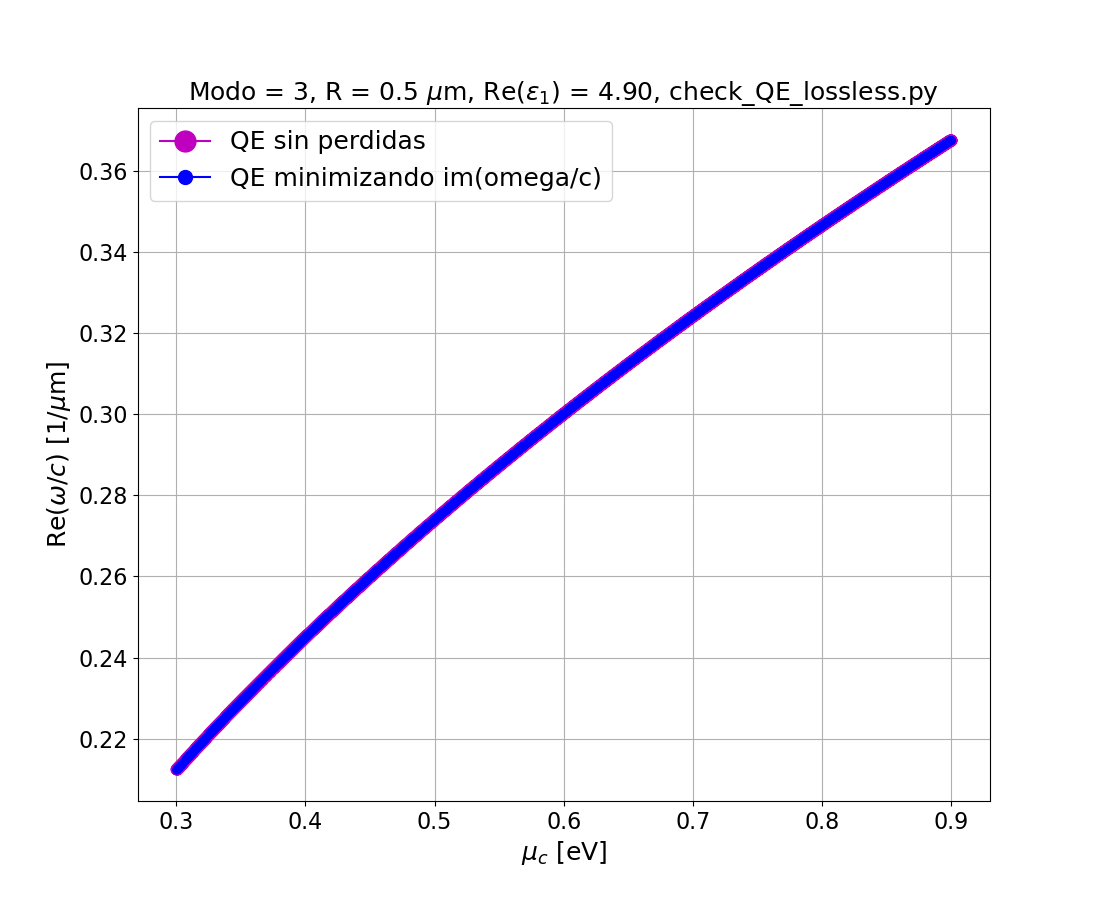 Modo = 3, R = 0.5 μm, Re(ε₁) = 4.90, check_QE_lossless.py
QE sin perdidas
QE minimizando im(omega/c)
Re(ω/c) [1/μm]
0.36
0.34
0.32
0.30
0.28
0.26
0.24
0.22
0.3 0.4 0.5 0.6 0.7 0.8 0.9
μ_c [eV]